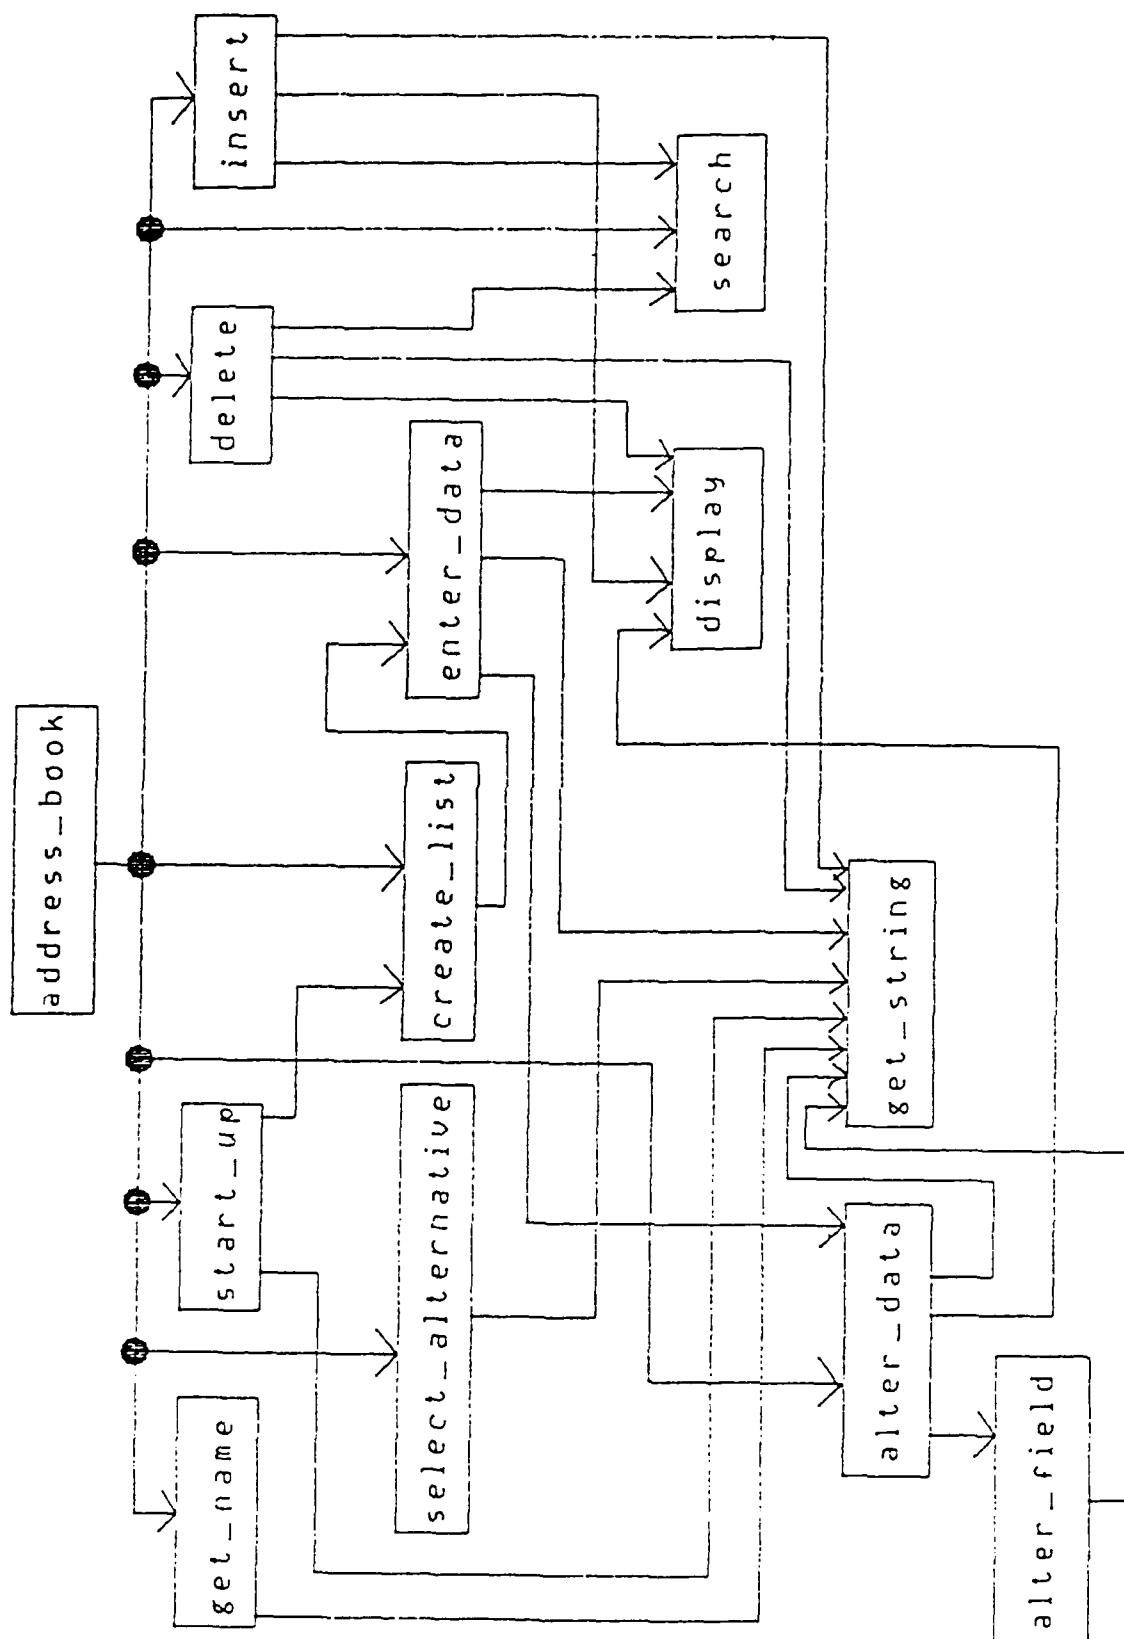 address_book
get_name
start_up
delete
insert
select_alternative
create_list
enter_data
search
display
alter_data
get_string
alter_field